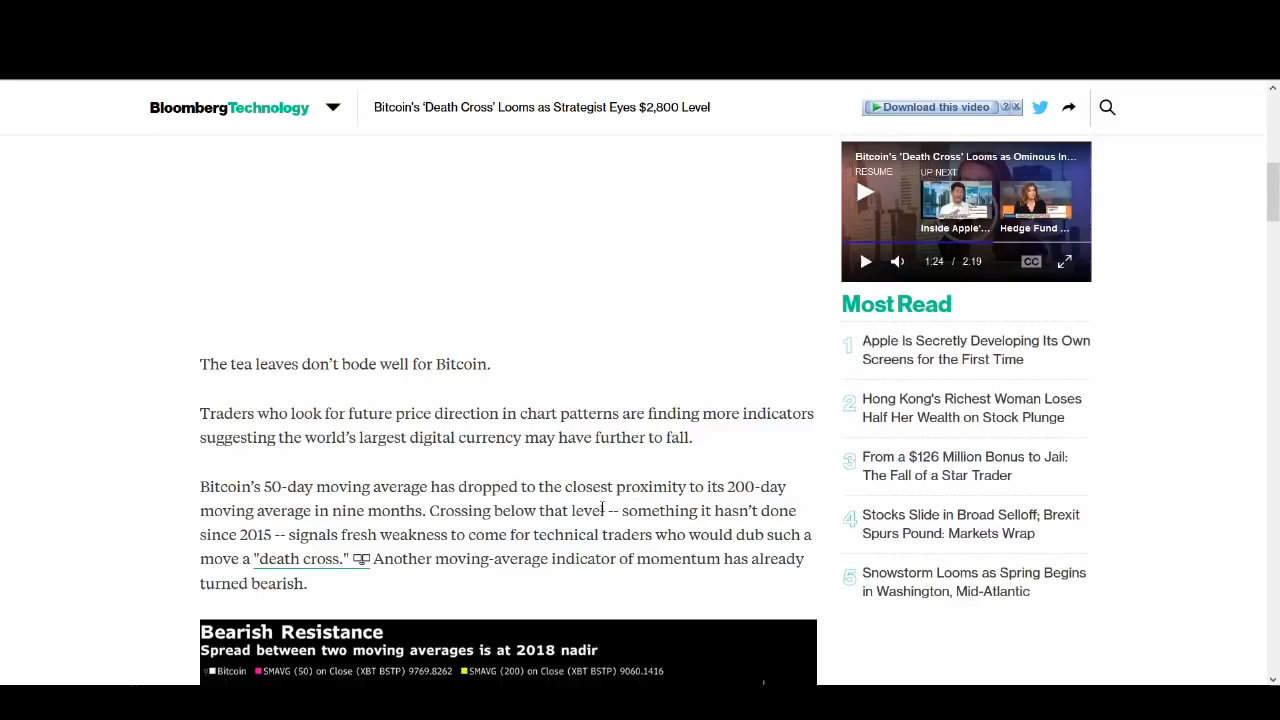 BloombergTechnology
Bitcoin's 'Death Cross' Looms as Strategist Eyes $2,800 Level
Download this video ? X
Bitcoin's 'Death Cross' Looms as Ominous In...
RESUME
UP NEXT
Inside Apple'...
Hedge Fund ...
1:24 / 2:19
CC
Most Read
1 Apple Is Secretly Developing Its Own
Screens for the First Time
2 Hong Kong's Richest Woman Loses
Half Her Wealth on Stock Plunge
3 From a $126 Million Bonus to Jail:
The Fall of a Star Trader
4 Stocks Slide in Broad Selloff; Brexit
Spurs Pound: Markets Wrap
5 Snowstorm Looms as Spring Begins
in Washington, Mid-Atlantic
The tea leaves don't bode well for Bitcoin.
Traders who look for future price direction in chart patterns are finding more indicators
suggesting the world's largest digital currency may have further to fall.
Bitcoin's 50-day moving average has dropped to the closest proximity to its 200-day
moving average in nine months. Crossing below that level -- something it hasn't done
since 2015 -- signals fresh weakness to come for technical traders who would dub such a
move a "death cross." Another moving-average indicator of momentum has already
turned bearish.
Bearish Resistance
Spread between two moving averages is at 2018 nadir
Bitcoin SMAVG (50) on Close (XBT BSTP) 9769.8262 SMAVG (200) on Close (XBT BSTP) 9060.1416